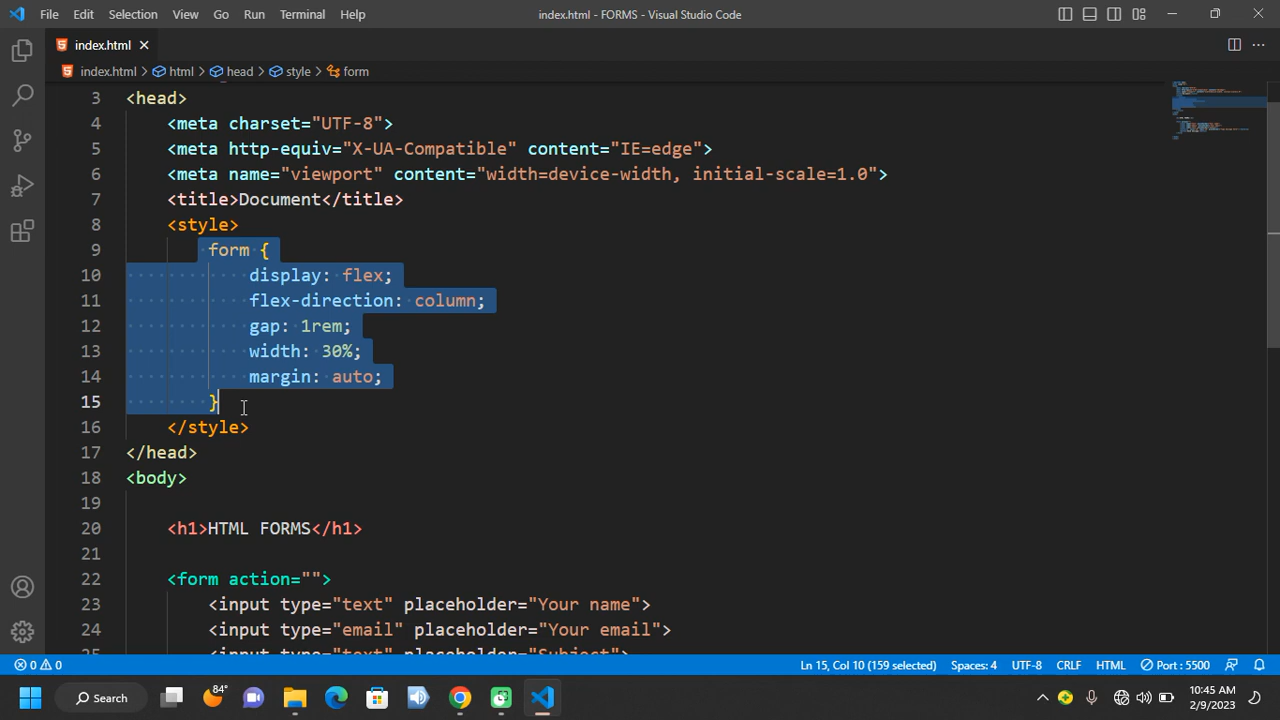 File Edit Selection View Go Run Terminal Help index.html - FORMS - Visual Studio Code
index.html
index.html > html > head > style > form
3 <head>
4 <meta charset="UTF-8">
5 <meta http-equiv="X-UA-Compatible" content="IE=edge">
6 <meta name="viewport" content="width=device-width, initial-scale=1.0">
7 <title>Document</title>
8 <style>
9 form {
10 display: flex;
11 flex-direction: column;
12 gap: 1rem;
13 width: 30%;
14 margin: auto;
15 }
16 </style>
17 </head>
18 <body>
19
20 <h1>HTML FORMS</h1>
21
22 <form action="">
23 <input type="text" placeholder="Your name">
24 <input type="email" placeholder="Your email">
25 <input type="text" placeholder="Subject">
0 0 Ln 15, Col 10 (159 selected) Spaces: 4 UTF-8 CRLF HTML Port : 5500
Search 84° 10:45 AM
2/9/2023